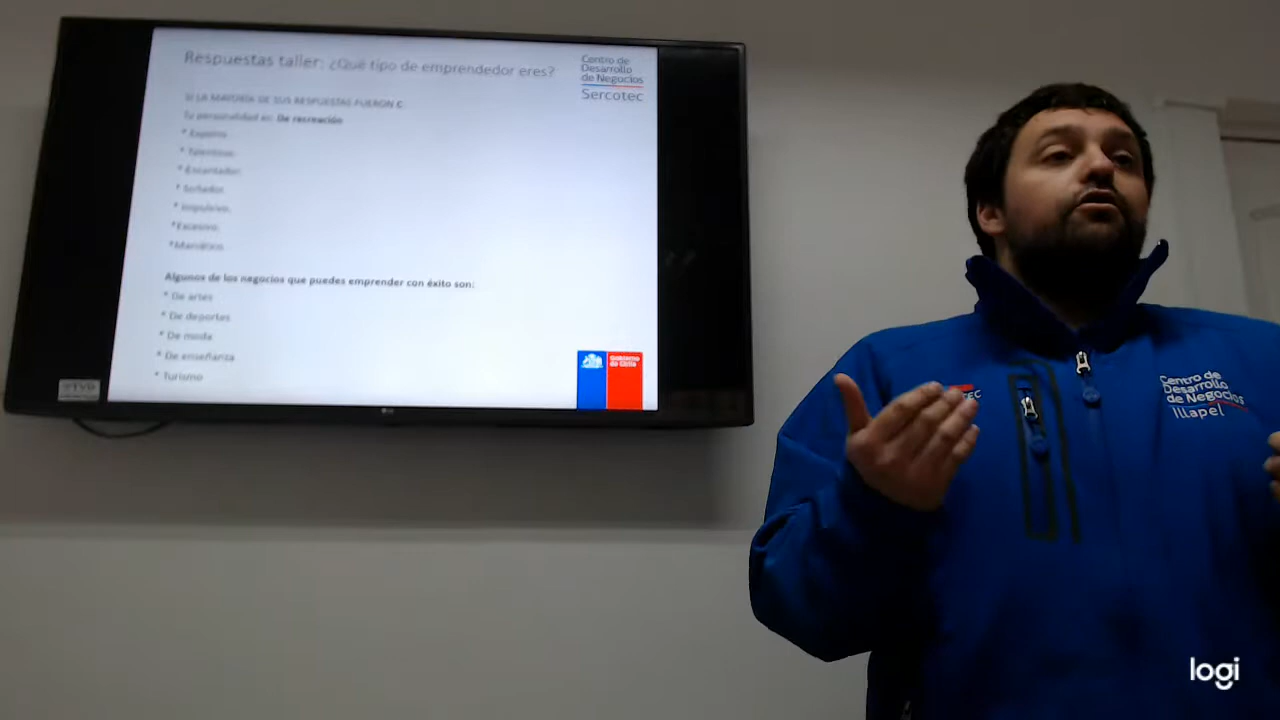 Respuestas taller: ¿Qué tipo de emprendedor eres?
Centro de
Desarrollo
de Negocios
Sercotec
SI LA MAYORÍA DE SUS RESPUESTAS FUERON C
Tu personalidad es: De recreación
* Experto
* Talentoso
* Encantador
* Soñador
* Impulsivo.
*Excesivo.
*Maniático
Algunos de los negocios que puedes emprender con éxito son:
* De artes
* De deportes
* De moda
* De enseñanza
* Turismo
Gobierno
de Chile
Centro de
Desarrollo
de Negocios
Illapel
logi